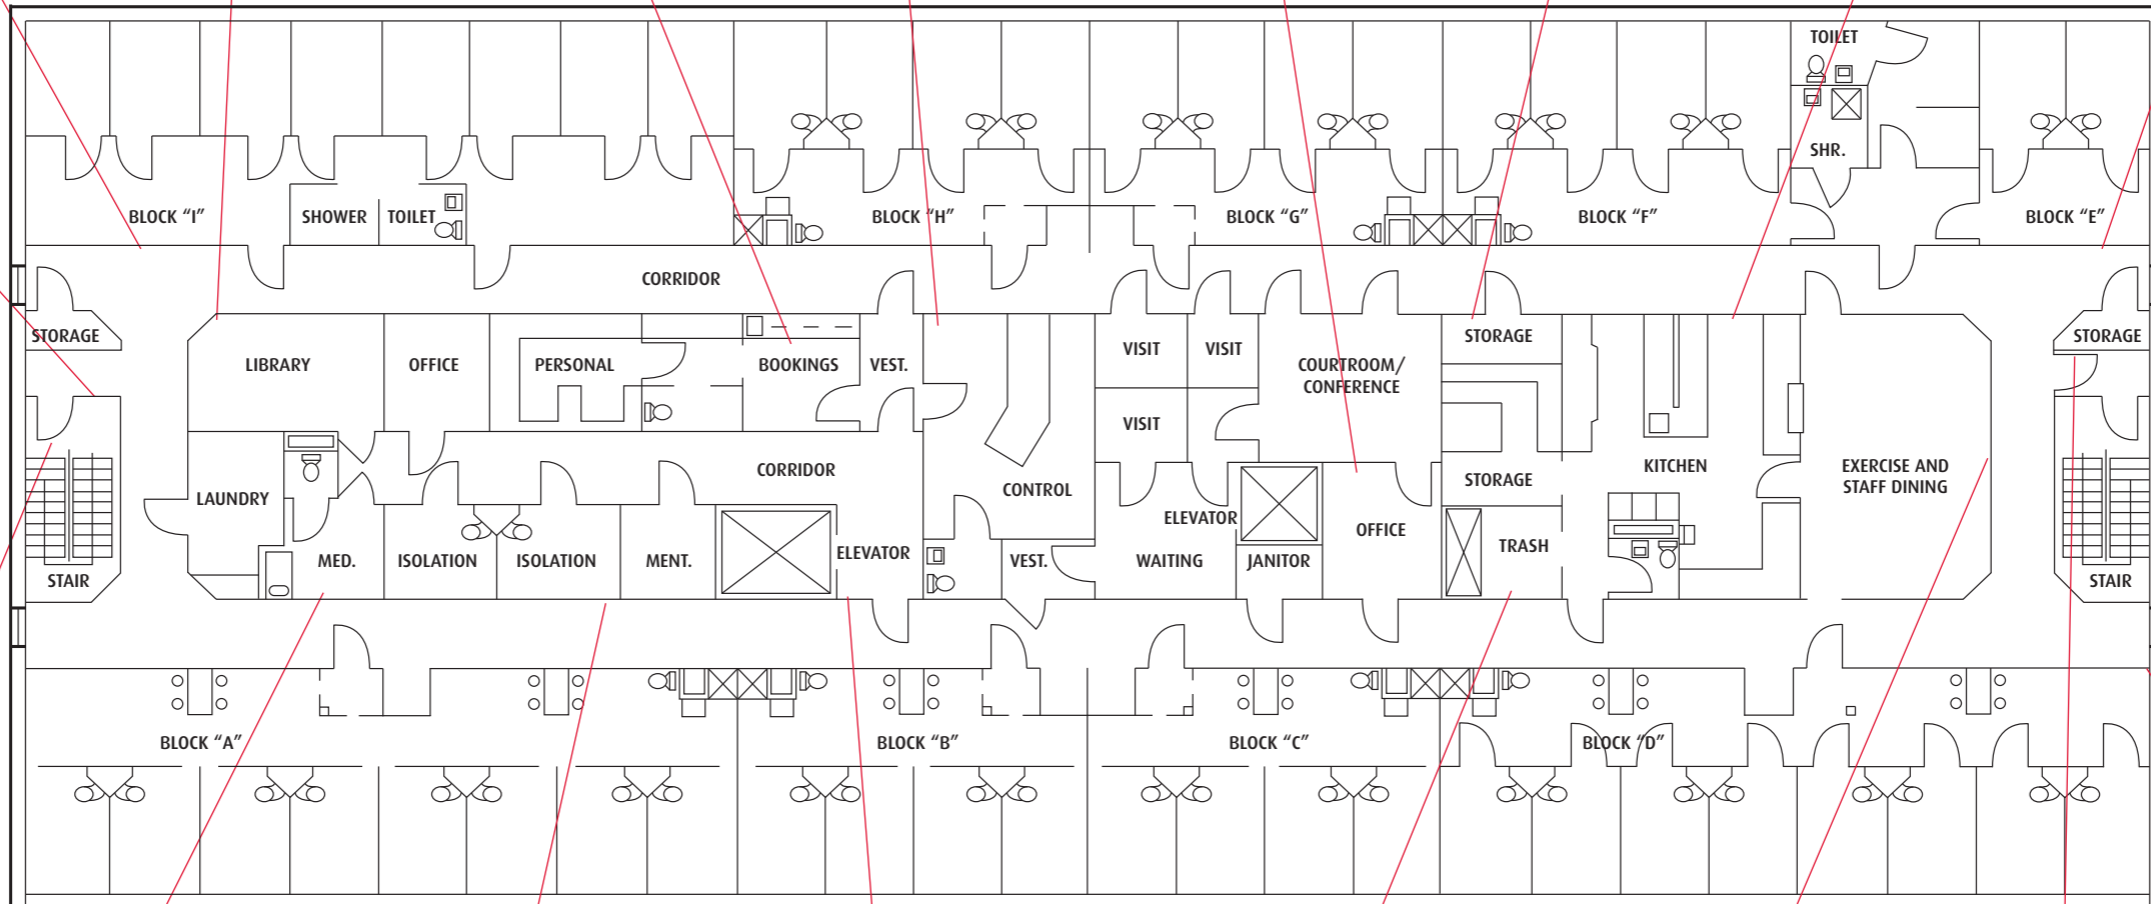 TOILET
SHR.
BLOCK “I”
SHOWER
TOILET
BLOCK “H”
BLOCK “G”
BLOCK “F”
BLOCK “E”
CORRIDOR
STORAGE
LIBRARY
OFFICE
PERSONAL
BOOKINGS
VEST.
VISIT
VISIT
COURTROOM/
CONFERENCE
STORAGE
STORAGE
VISIT
CORRIDOR
LAUNDRY
CONTROL
ELEVATOR
STORAGE
KITCHEN
EXERCISE AND
STAFF DINING
STAIR
MED.
ISOLATION
ISOLATION
MENT.
ELEVATOR
VEST.
WAITING
JANITOR
OFFICE
TRASH
STAIR
BLOCK “A”
BLOCK “B”
BLOCK “C”
BLOCK “D”